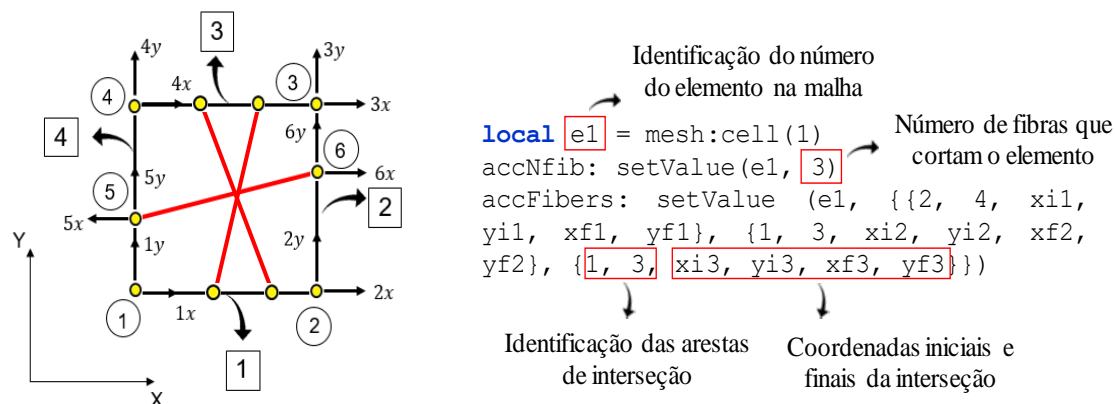 3
4y
3y
4x
4
3
3x
4
6y
6
5y
6x
5
2
5x
1y
2y
Y
2x
1
1x
2
1
X
Identificação do número
do elemento na malha
local e1 = mesh:cell(1)
Número de fibras que
cortam o elemento
accNfib: setValue(e1, 3)
accFibers: setValue (e1, {{2, 4, xi1,
yi1, xf1, yf1}, {1, 3, xi2, yi2, xf2,
yf2}, {1, 3, xi3, yi3, xf3, yf3}})
Identificação das arestas
de interseção
Coordenadas iniciais e
finais da interseção